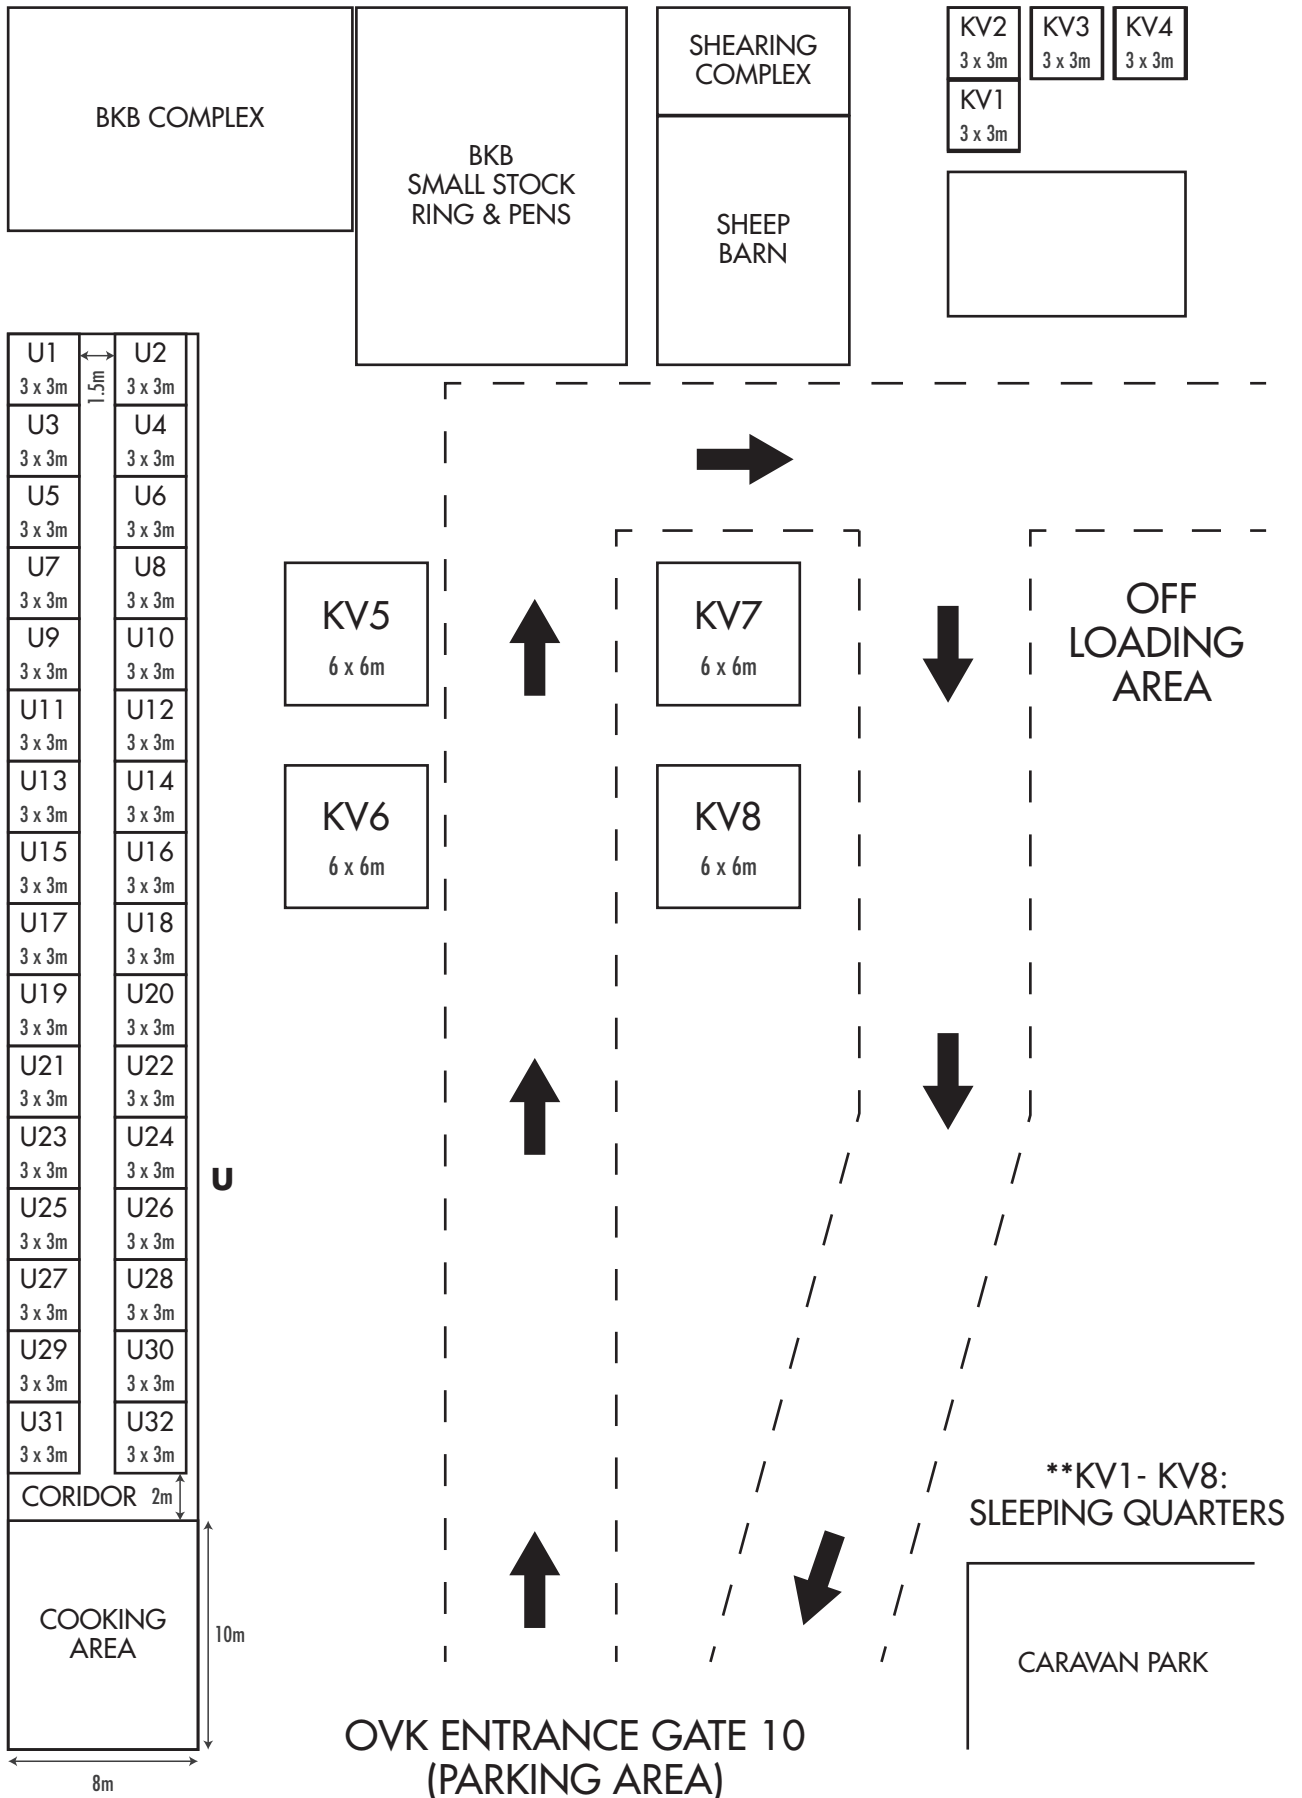 BKB COMPLEX
BKB
SMALL STOCK
RING & PENS
SHEARING
COMPLEX
SHEEP
BARN
KV2
3 x 3m
KV3
3 x 3m
KV4
3 x 3m
KV1
3 x 3m
U1
3 x 3m
1.5m
U2
3 x 3m
U3
3 x 3m
U4
3 x 3m
U5
3 x 3m
U6
3 x 3m
U7
3 x 3m
U8
3 x 3m
U9
3 x 3m
U10
3 x 3m
U11
3 x 3m
U12
3 x 3m
U13
3 x 3m
U14
3 x 3m
U15
3 x 3m
U16
3 x 3m
U17
3 x 3m
U18
3 x 3m
U19
3 x 3m
U20
3 x 3m
U21
3 x 3m
U22
3 x 3m
U23
3 x 3m
U24
3 x 3m
U25
3 x 3m
U26
3 x 3m
U27
3 x 3m
U28
3 x 3m
U29
3 x 3m
U30
3 x 3m
U31
3 x 3m
U32
3 x 3m
U
CORIDOR 2m
COOKING
AREA
10m
8m
KV5
6 x 6m
KV7
6 x 6m
KV6
6 x 6m
KV8
6 x 6m
OFF
LOADING
AREA
**KV1- KV8:
SLEEPING QUARTERS
CARAVAN PARK
OVK ENTRANCE GATE 10
(PARKING AREA)